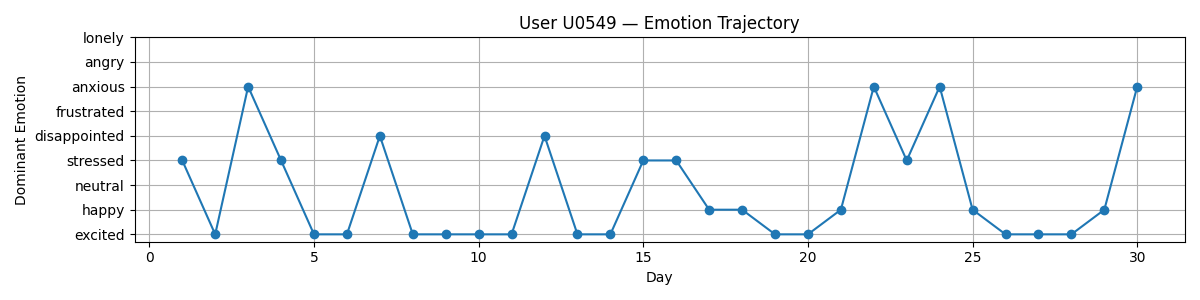 User U0549 — Emotion Trajectory
Dominant Emotion
lonely
angry
anxious
frustrated
disappointed
stressed
neutral
happy
excited
0 5 10 15 20 25 30
Day